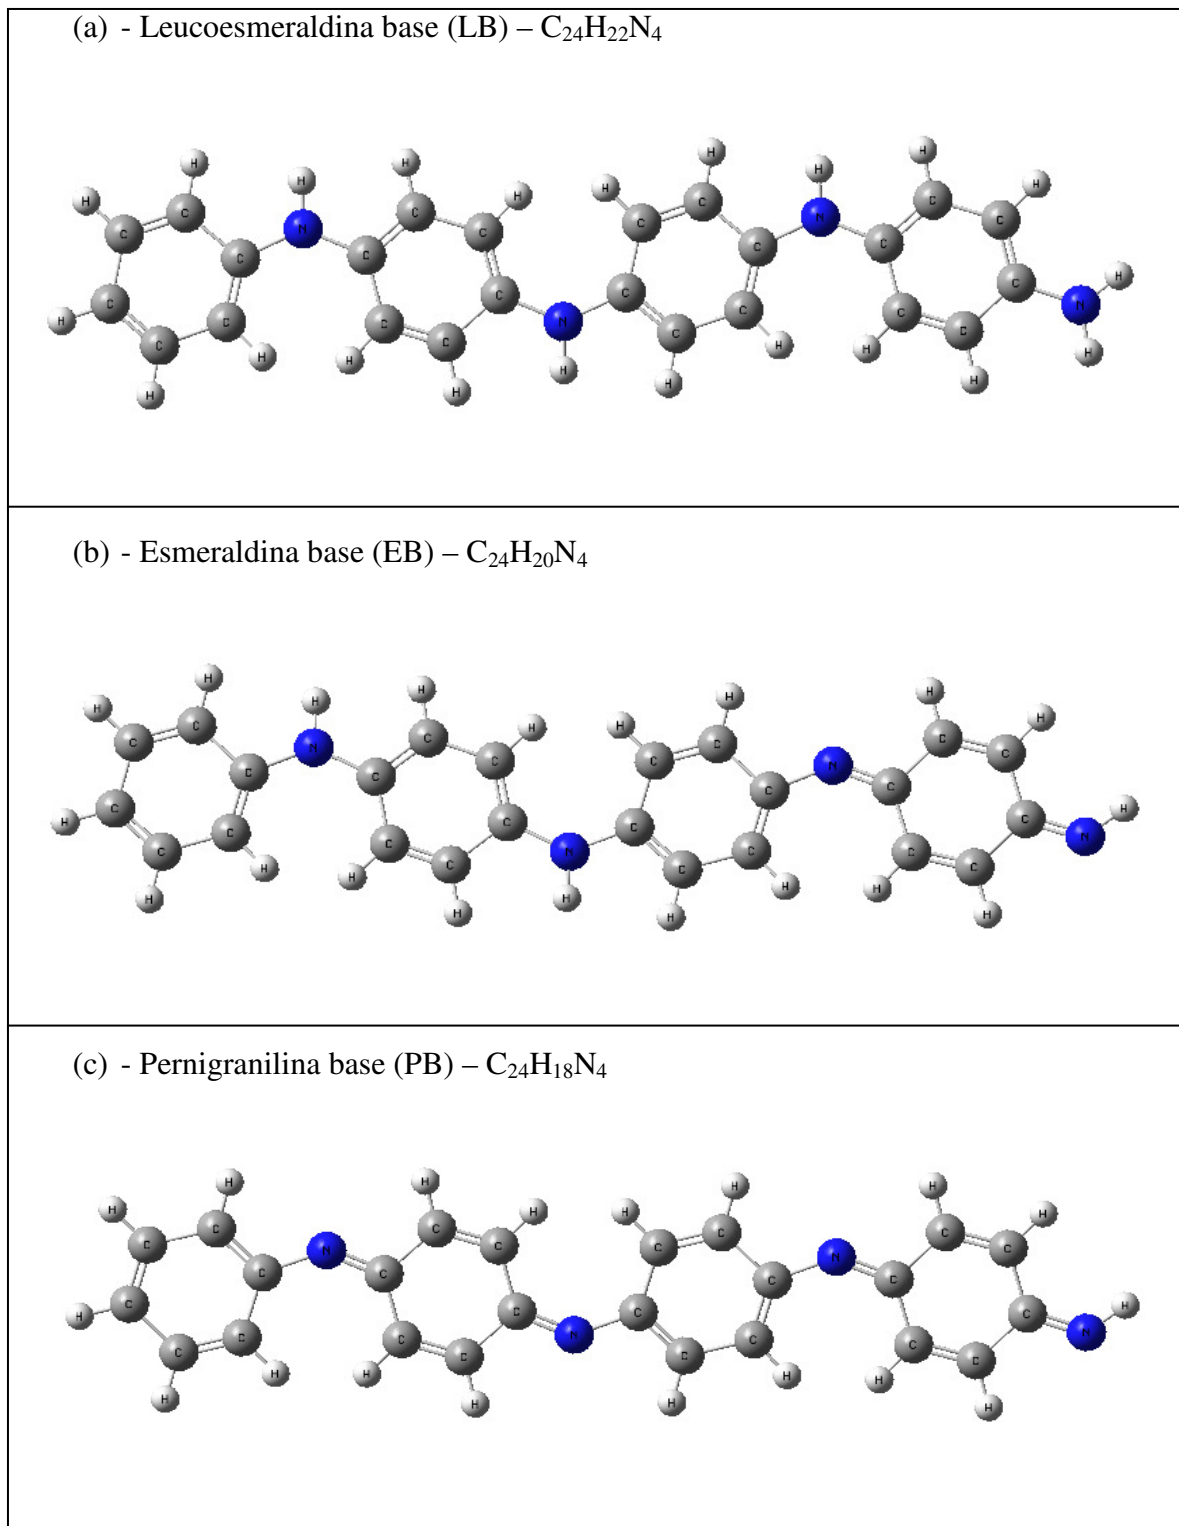 (a) - Leucoesmeraldina base (LB) – C₂₄H₂₂N₄
(b) - Esmeraldina base (EB) – C₂₄H₂₀N₄
(c) - Pernigranilina base (PB) – C₂₄H₁₈N₄